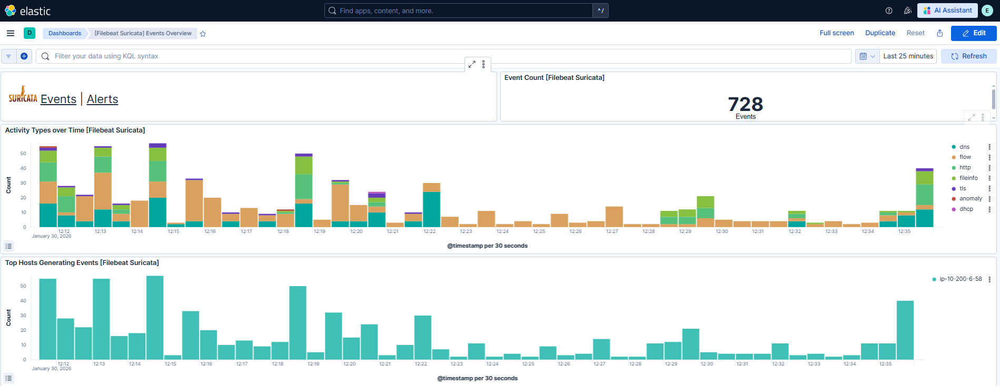 elastic
Find apps, content, and more.
^/
AI Assistant
E
D
Dashboards
[Filebeat Suricata] Events Overview
Full screen
Duplicate
Reset
Edit
Filter your data using KQL syntax
Last 25 minutes
Refresh
SURICATA Events | Alerts
Event Count [Filebeat Suricata]
728
Events
Activity Types over Time [Filebeat Suricata]
Count
50
40
30
20
10
0
12:12 12:13 12:14 12:15 12:16 12:17 12:18 12:19 12:20 12:21 12:22 12:23 12:24 12:25 12:26 12:27 12:28 12:29 12:30 12:31 12:32 12:33 12:34 12:35
January 30, 2026
@timestamp per 30 seconds
dns
flow
http
fileinfo
tls
anomaly
dhcp
Top Hosts Generating Events [Filebeat Suricata]
Count
50
40
30
20
10
0
12:12 12:13 12:14 12:15 12:16 12:17 12:18 12:19 12:20 12:21 12:22 12:23 12:24 12:25 12:26 12:27 12:28 12:29 12:30 12:31 12:32 12:33 12:34 12:35
January 30, 2026
@timestamp per 30 seconds
ip-10-200-6-58